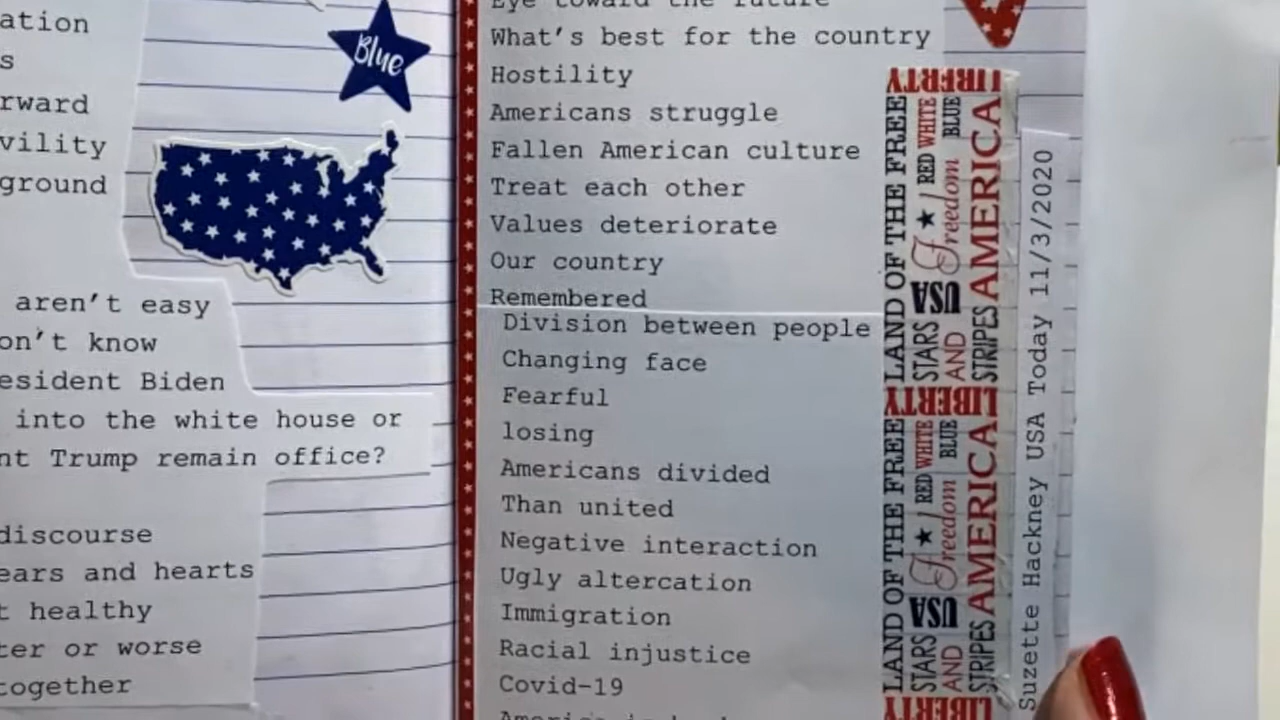 ation
s
rward
vility
ground
aren't easy
on't know
esident Biden
into the white house or
nt Trump remain office?
discourse
ears and hearts
t healthy
ter or worse
together
Blue
Eye toward the future
What's best for the country
Hostility
Americans struggle
Fallen American culture
Treat each other
Values deteriorate
Our country
Remembered
Division between people
Changing face
Fearful
losing
Americans divided
Than united
Negative interaction
Ugly altercation
Immigration
Racial injustice
Covid-19
LIBERTY
LAND OF THE FREE
RED WHITE BLUE
Freedom
USA
STARS AND STRIPES
AMERICA
LIBERTY
LAND OF THE FREE
RED WHITE BLUE
Freedom
USA
STARS AND STRIPES
AMERICA
LIBERTY
Suzette Hackney USA Today 11/3/2020